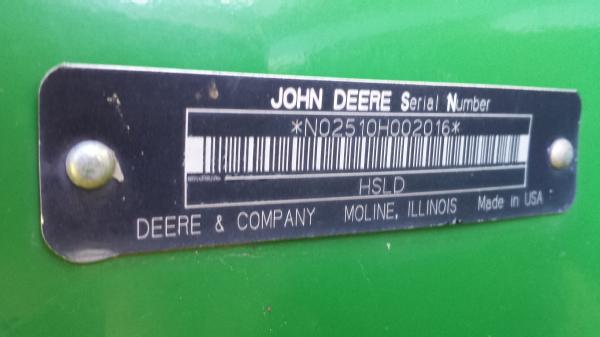 JOHN DEERE Serial Number
*N02510H002016*
HSLD
DEERE & COMPANY MOLINE, ILLINOIS Made in USA